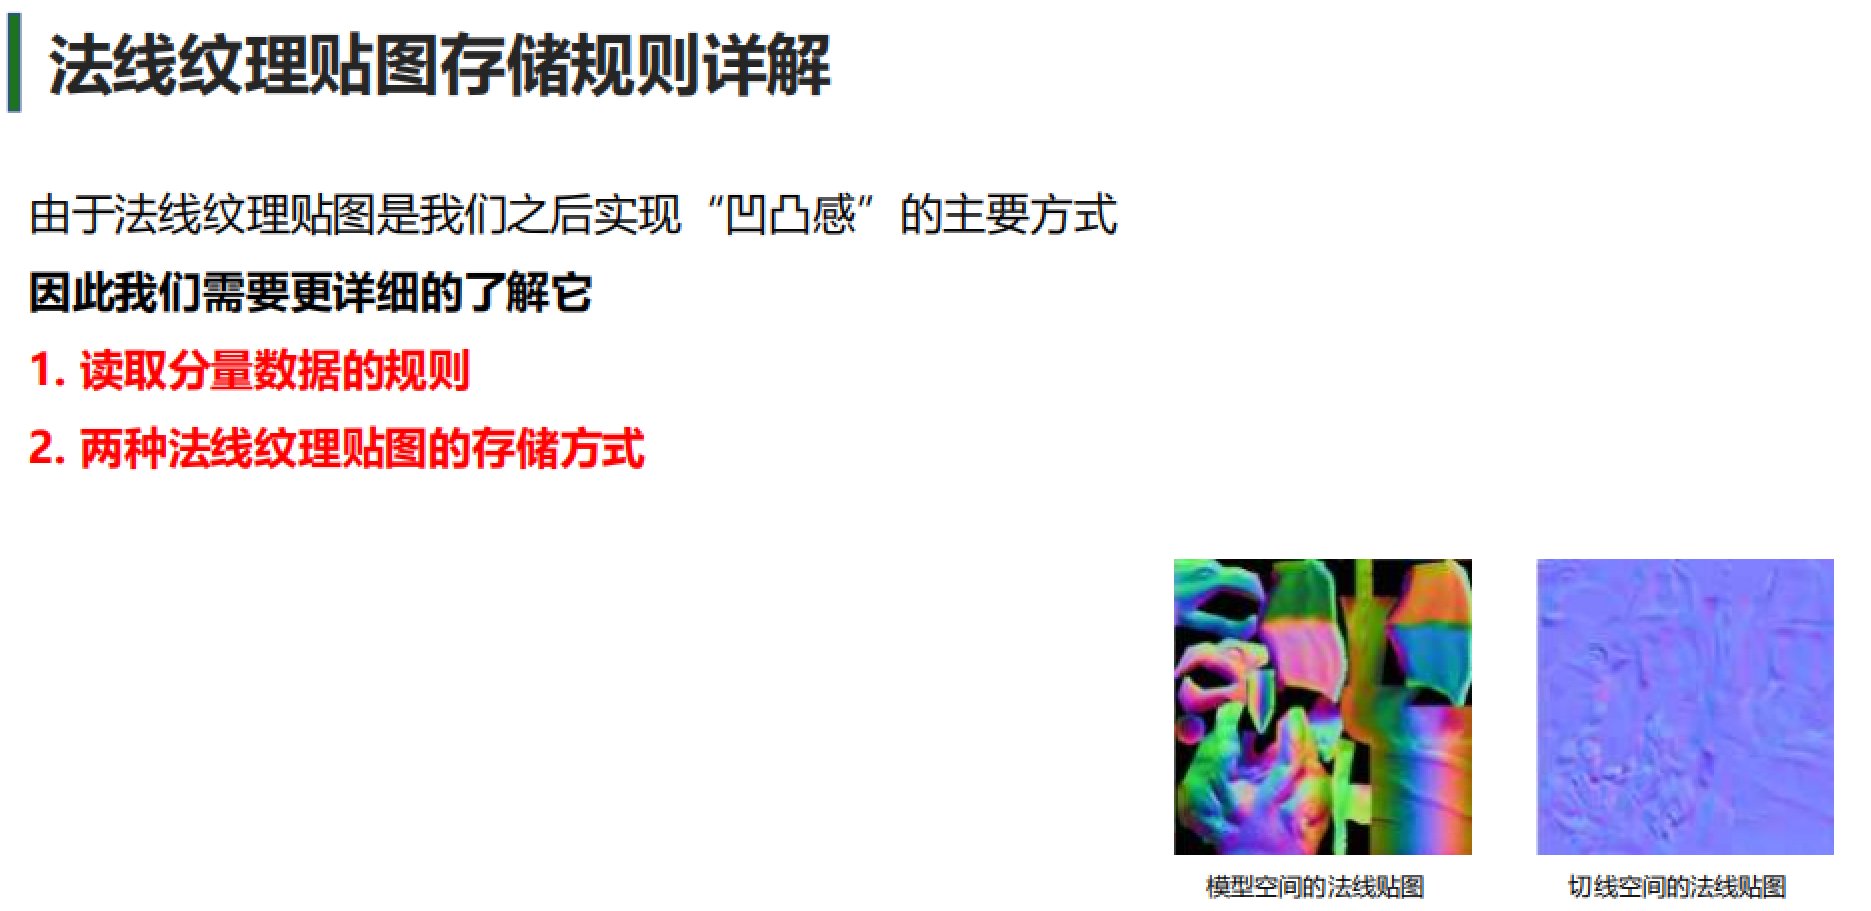 法线纹理贴图存储规则详解
由于法线纹理贴图是我们之后实现“凹凸感”的主要方式
因此我们需要更详细的了解它
1. 读取分量数据的规则
2. 两种法线纹理贴图的存储方式
模型空间的法线贴图
切线空间的法线贴图